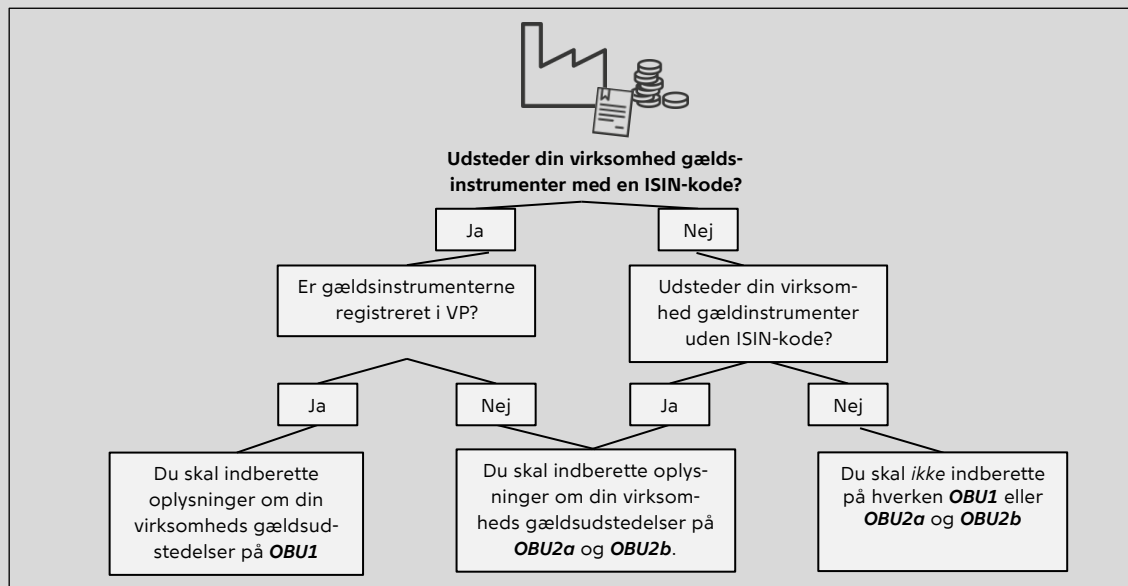 Udsteder din virksomhed gælds-
instrumenter med en ISIN-kode?
Ja
Nej
Er gældsinstrumenterne
registreret i VP?
Udsteder din virksom-
hed gældinstrumenter
uden ISIN-kode?
Ja
Nej
Ja
Nej
Du skal indberette
oplysninger om din
virksomheds gældsud-
stedelser på OBU1
Du skal indberette oplys-
ninger om din virksom-
heds gældsudstedelser på
OBU2a og OBU2b.
Du skal ikke indberette
på hverken OBU1 eller
OBU2a og OBU2b